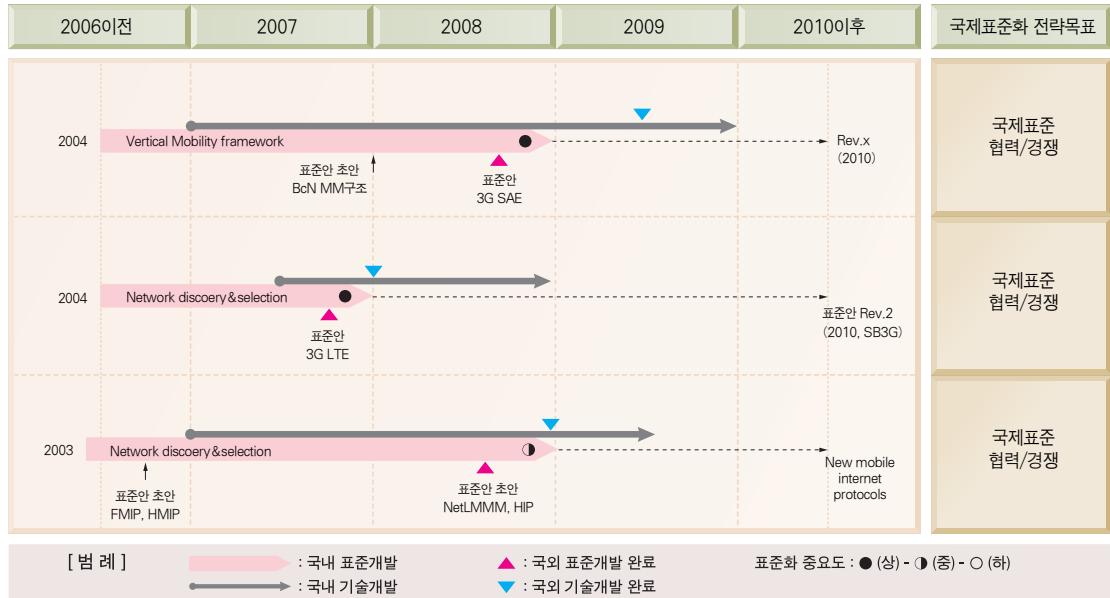 2006이전 2007 2008 2009 2010이후 국제표준화 전략목표
2004 Vertical Mobility framework
표준안 초안
BcN MM구조
표준안
3G SAE
Rev.x
(2010)
국제표준
협력/경쟁
2004 Network discoery&selection
표준안
3G LTE
표준안 Rev.2
(2010, SB3G)
국제표준
협력/경쟁
2003 Network discoery&selection
표준안 초안
FMIP, HMIP
표준안 초안
NetLMMM, HIP
New mobile
internet
protocols
국제표준
협력/경쟁
[ 범 례 ] : 국내 표준개발 : 국외 표준개발 완료 표준화 중요도 : ● (상) - ◑ (중) - ○ (하)
: 국내 기술개발 : 국외 기술개발 완료